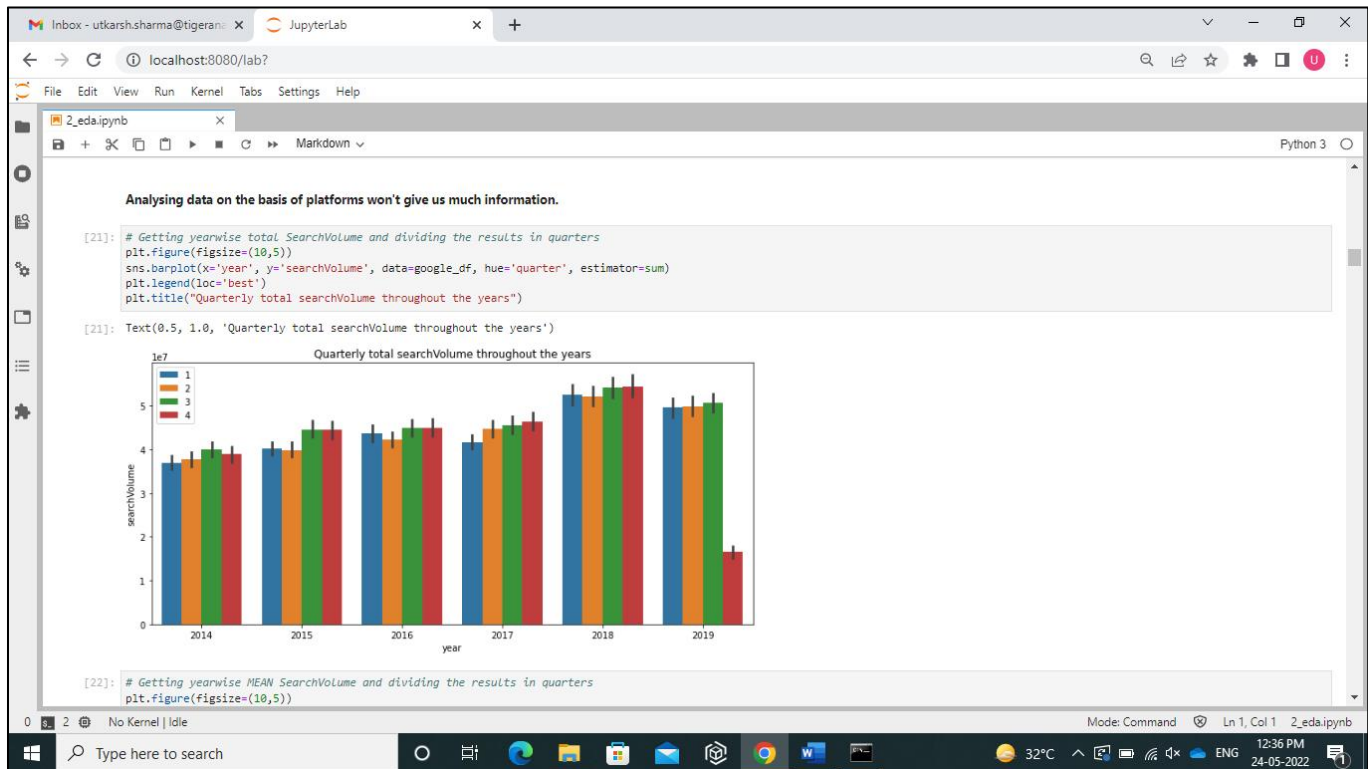 Inbox - utkarsh.sharma@tigerana
JupyterLab
localhost:8080/lab?
U
File Edit View Run Kernel Tabs Settings Help
2_eda.ipynb
Markdown
Python 3
Analysing data on the basis of platforms won't give us much information.
[21]: # Getting yearwise total SearchVolume and dividing the results in quarters
plt.figure(figsize=(10,5))
sns.barplot(x='year', y='searchVolume', data=google_df, hue='quarter', estimator=sum)
plt.legend(loc='best')
plt.title("Quarterly total searchVolume throughout the years")
[21]: Text(0.5, 1.0, 'Quarterly total searchVolume throughout the years')
1e7
Quarterly total searchVolume throughout the years
1
2
3
4
5
4
3
2
1
0
searchVolume
2014 2015 2016 2017 2018 2019
year
[22]: # Getting yearwise MEAN SearchVolume and dividing the results in quarters
plt.figure(figsize=(10,5))
0 2 No Kernel | Idle
Mode: Command Ln 1, Col 1 2_eda.ipynb
Type here to search
32°C ENG
12:36 PM
24-05-2022
1